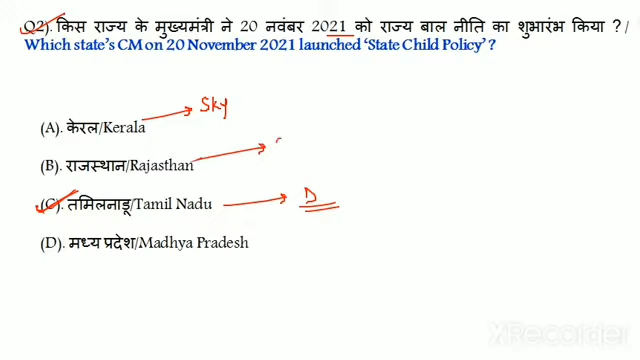 Q2). किस राज्य के मुख्यमंत्री ने 20 नवंबर 2021 को राज्य बाल नीति का शुभारंभ किया ? /
Which state's CM on 20 November 2021 launched 'State Child Policy' ?
(A). केरल/Kerala Sky
(B). राजस्थान/Rajasthan
(C). तमिलनाडू/Tamil Nadu D
(D). मध्य प्रदेश/Madhya Pradesh
XRecorder